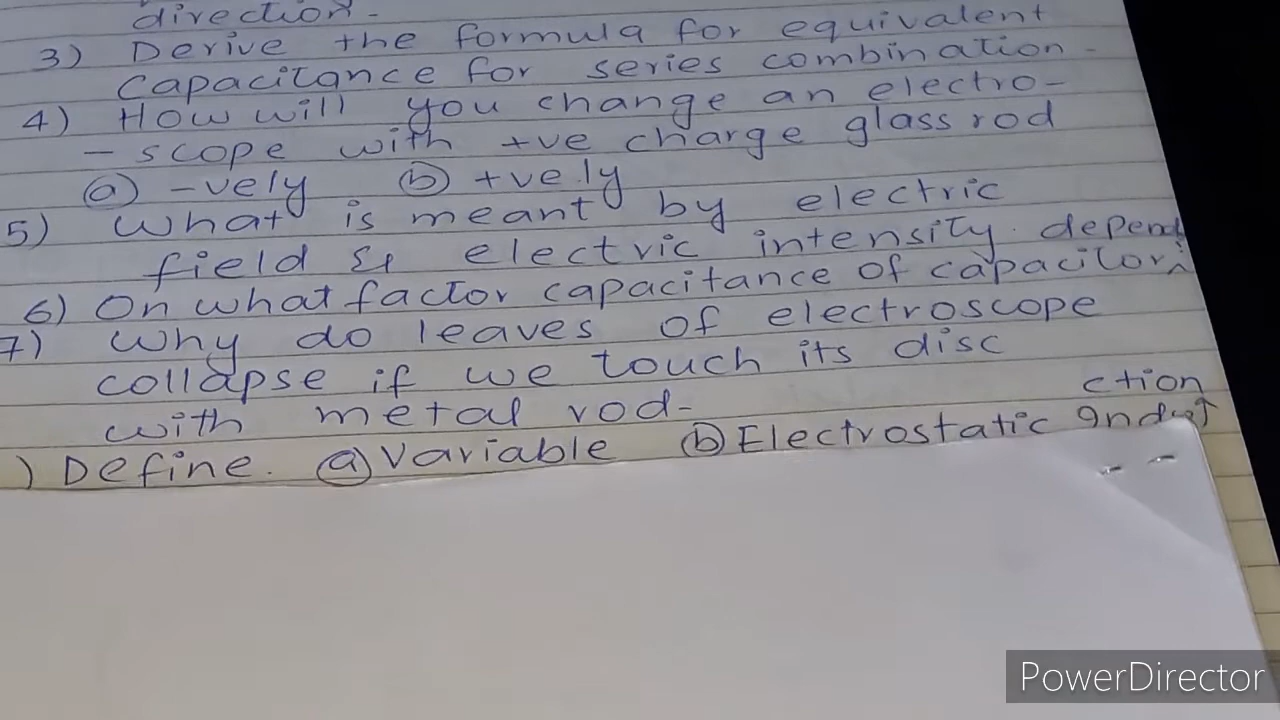 direction-
3) Derive the formula for equivalent
capacitance for series combination-
4) How will you change an electro-
- scope with +ve charge glass rod
(a) -vely (b) +vely
5) What is meant by electric
field & electric intensity. depend
6) On what factor capacitance of capacitor
7) Why do leaves of electroscope
collapse if we touch its disc
with metal rod-
ction
) Define. (a) Variable (b) Electrostatic Indu
PowerDirector